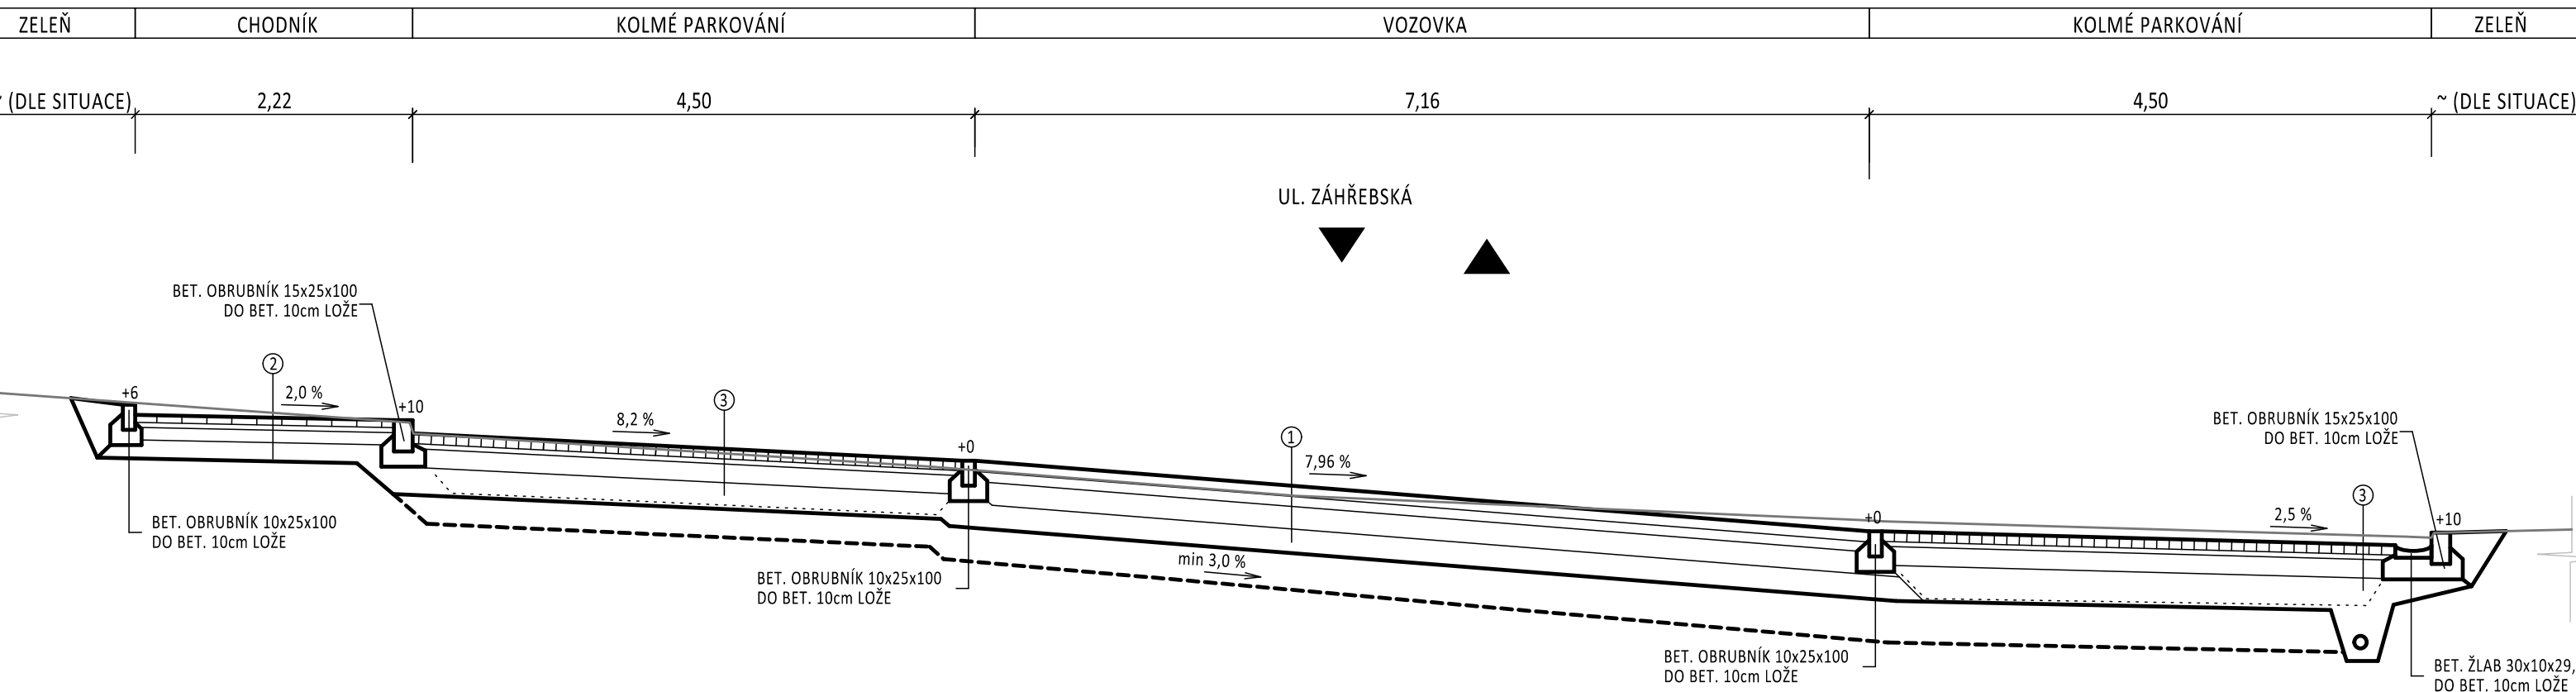 ZELEŇ CHODNÍK KOLMÉ PARKOVÁNÍ VOZOVKA KOLMÉ PARKOVÁNÍ ZELEŇ
(DLE SITUACE) 2,22 4,50 7,16 4,50 ~ (DLE SITUACE)
UL. ZÁHŘEBSKÁ
BET. OBRUBNÍK 15x25x100
DO BET. 10cm LOŽE
2
+6
2,0 %
+10
3
8,2 %
+0
1
7,96 %
BET. OBRUBNÍK 15x25x100
DO BET. 10cm LOŽE
3
2,5 %
+0
+10
BET. OBRUBNÍK 10x25x100
DO BET. 10cm LOŽE
min 3,0 %
BET. OBRUBNÍK 10x25x100
DO BET. 10cm LOŽE
BET. OBRUBNÍK 10x25x100
DO BET. 10cm LOŽE
BET. ŽLAB 30x10x29,
DO BET. 10cm LOŽE